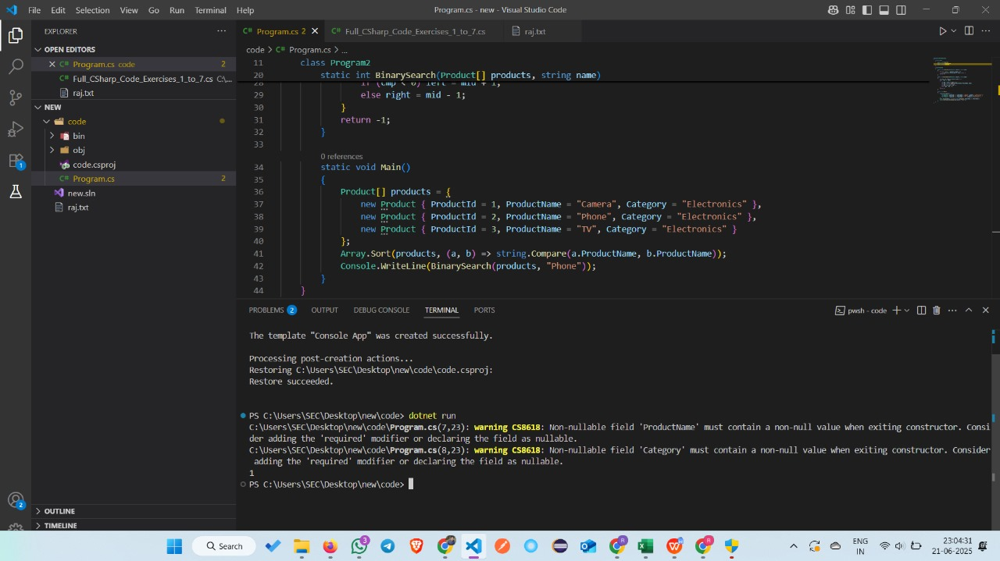 File Edit Selection View Go Run Terminal Help
Program.cs - new - Visual Studio Code
EXPLORER
OPEN EDITORS
Program.cs code 2
Full_CSharp_Code_Exercises_1_to_7.cs C:\...
raj.txt
NEW
code
bin
obj
code.csproj
Program.cs 2
new.sln
raj.txt
OUTLINE
TIMELINE
1
2
Program.cs 2
Full_CSharp_Code_Exercises_1_to_7.cs
raj.txt
code > Program.cs > ...
11 class Program2
20 static int BinarySearch(Product[] products, string name)
28 if (cmp < 0) left = mid + 1;
29 else right = mid - 1;
30 }
31 return -1;
32 }
33
0 references
34 static void Main()
35 {
36 Product[] products = {
37 new Product { ProductId = 1, ProductName = "Camera", Category = "Electronics" },
38 new Product { ProductId = 2, ProductName = "Phone", Category = "Electronics" },
39 new Product { ProductId = 3, ProductName = "TV", Category = "Electronics" }
40 };
41 Array.Sort(products, (a, b) => string.Compare(a.ProductName, b.ProductName));
42 Console.WriteLine(BinarySearch(products, "Phone"));
43 }
44 }
PROBLEMS 2 OUTPUT DEBUG CONSOLE TERMINAL PORTS
pwsh - code
The template "Console App" was created successfully.
Processing post-creation actions...
Restoring C:\Users\SEC\Desktop\new\code\code.csproj:
Restore succeeded.
PS C:\Users\SEC\Desktop\new\code> dotnet run
C:\Users\SEC\Desktop\new\code\Program.cs(7,23): warning CS8618: Non-nullable field 'ProductName' must contain a non-null value when exiting constructor. Consi
der adding the 'required' modifier or declaring the field as nullable.
C:\Users\SEC\Desktop\new\code\Program.cs(8,23): warning CS8618: Non-nullable field 'Category' must contain a non-null value when exiting constructor. Consider
adding the 'required' modifier or declaring the field as nullable.
1
PS C:\Users\SEC\Desktop\new\code>
Search
3
ENG
IN
23:04:31
21-06-2025